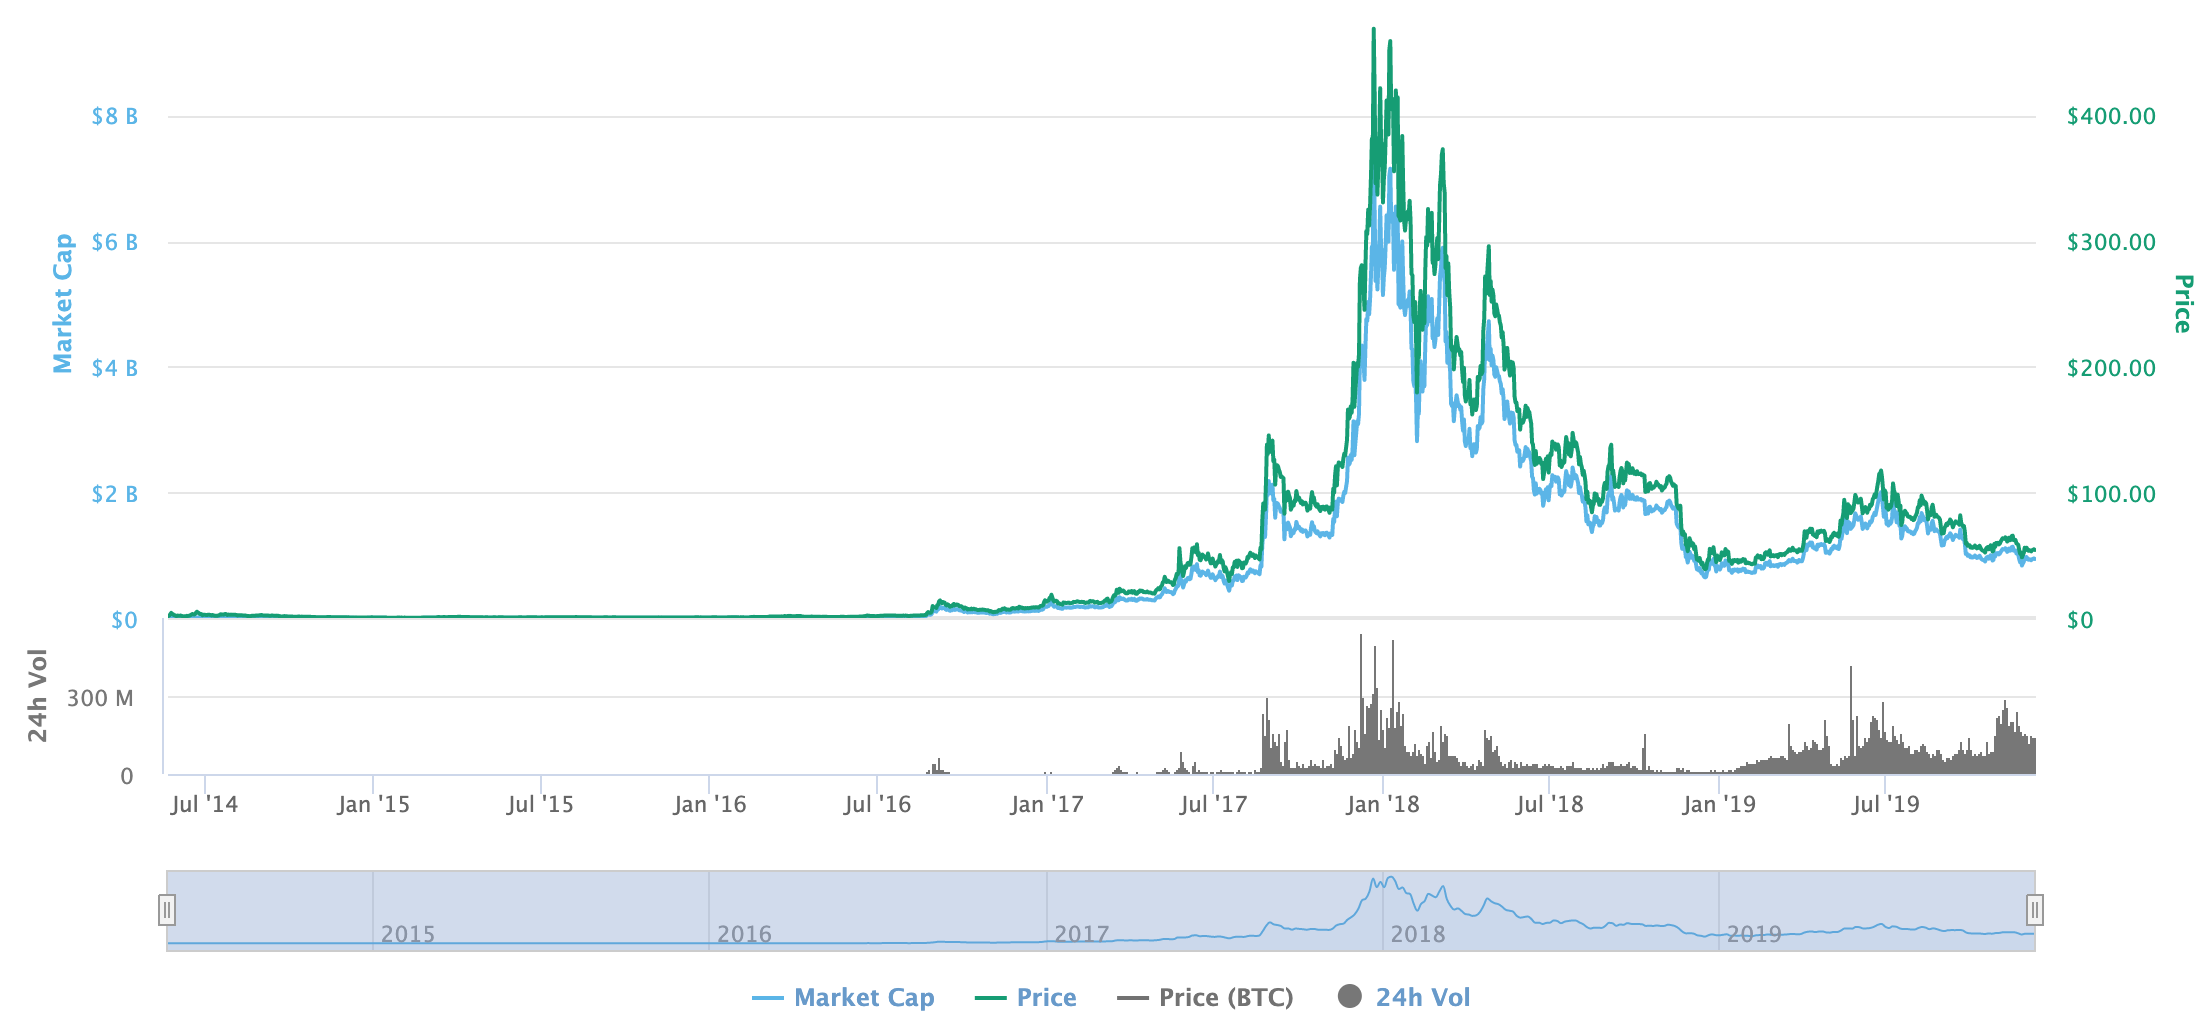 $8 B
$6 B
$4 B
$2 B
$0
Market Cap
$400.00
$300.00
$200.00
$100.00
$0
Price
24h Vol
300 M
0
Jul '14
Jan '15
Jul '15
Jan '16
Jul '16
Jan '17
Jul '17
Jan '18
Jul '18
Jan '19
Jul '19
2015
2016
2017
2018
2019
Market Cap
Price
Price (BTC)
24h Vol